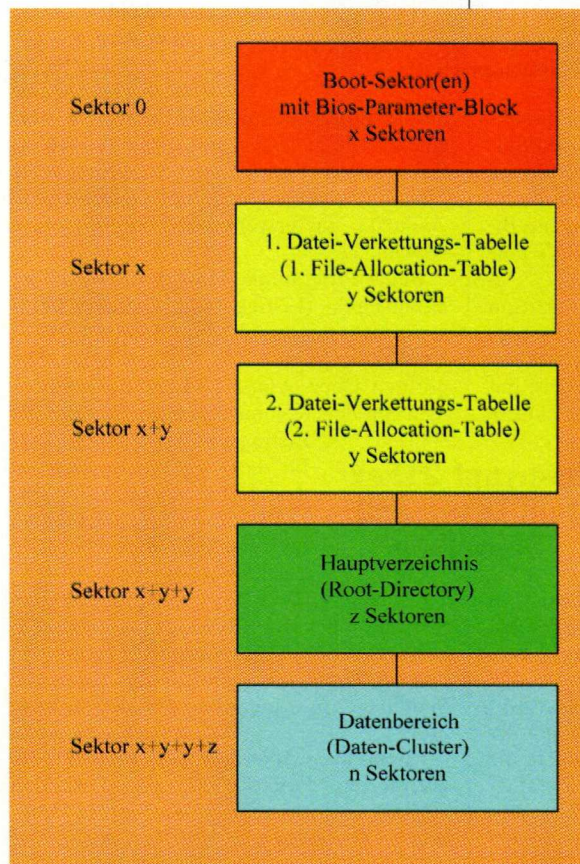 Sektor 0
Boot-Sektor(en)
mit Bios-Parameter-Block
x Sektoren
Sektor x
1. Datei-Verkettungs-Tabelle
(1. File-Allocation-Table)
y Sektoren
Sektor x+y
2. Datei-Verkettungs-Tabelle
(2. File-Allocation-Table)
y Sektoren
Sektor x+y+y
Hauptverzeichnis
(Root-Directory)
z Sektoren
Sektor x+y+y+z
Datenbereich
(Daten-Cluster)
n Sektoren